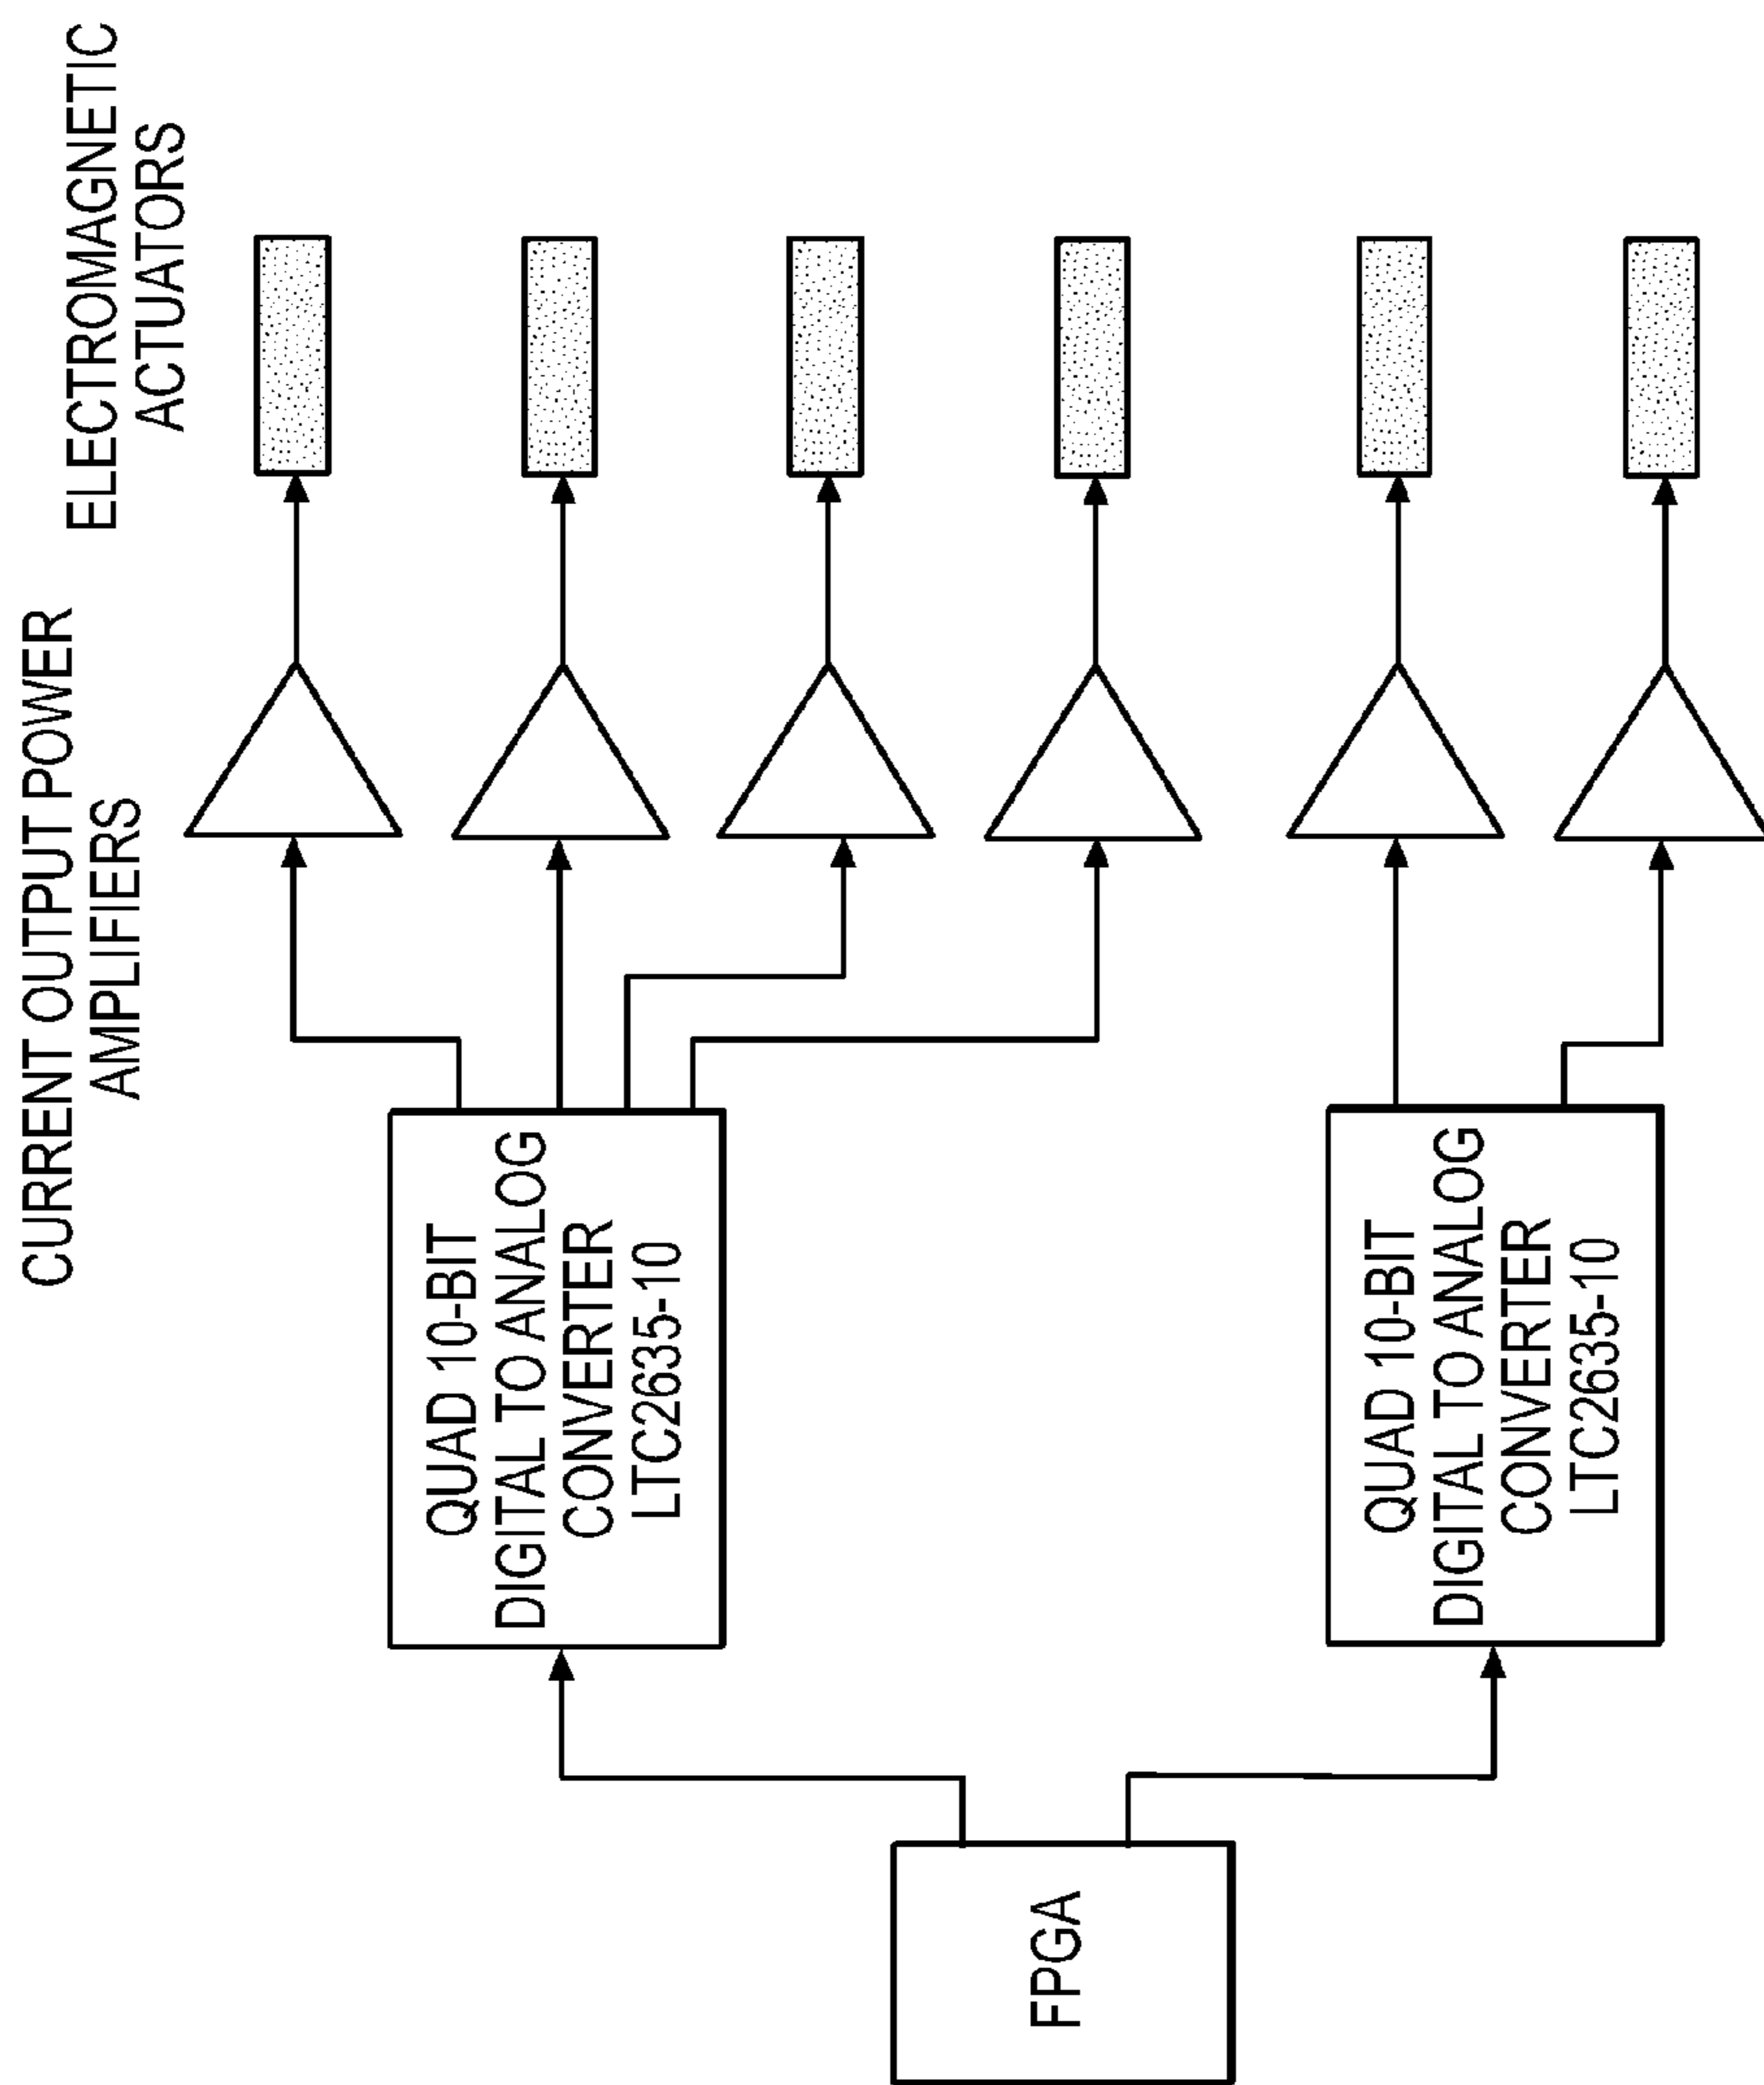 CURRENT OUTPUT POWER
AMPLIFIERS
ELECTROMAGNETIC
ACTUATORS
QUAD 10-BIT
DIGITAL TO ANALOG
CONVERTER
LTC2635-10
QUAD 10-BIT
DIGITAL TO ANALOG
CONVERTER
LTC2635-10
FPGA